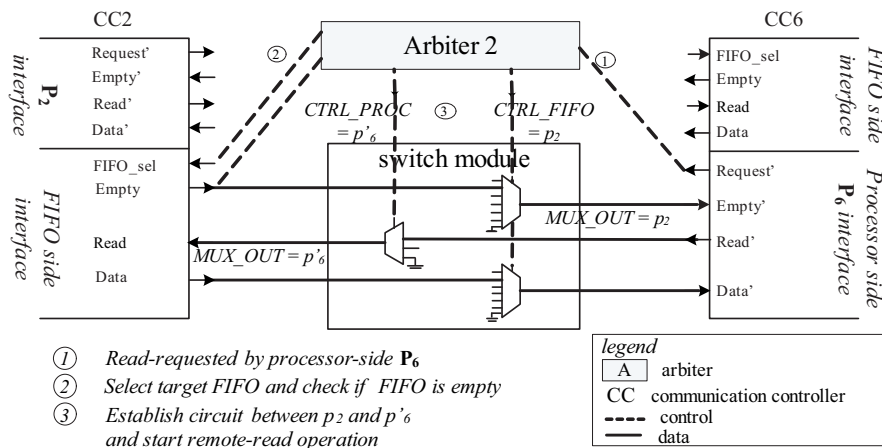 CC2
CC6
Arbiter 2
Request’
Empty’
Read’
Data’
P2
interface
FIFO_sel
Empty
Read
Data
FIFO side
interface
②
①
③
CTRL_PROC
= p’6
CTRL_FIFO
= p2
switch module
MUX_OUT = p2
MUX_OUT = p’6
FIFO_sel
Empty
Read
Data
FIFO side
interface
Request’
Empty’
Read’
Data’
Processor side
P6 interface
① Read-requested by processor-side P6
② Select target FIFO and check if FIFO is empty
③ Establish circuit between p2 and p’6
and start remote-read operation
legend
A arbiter
CC communication controller
control
data